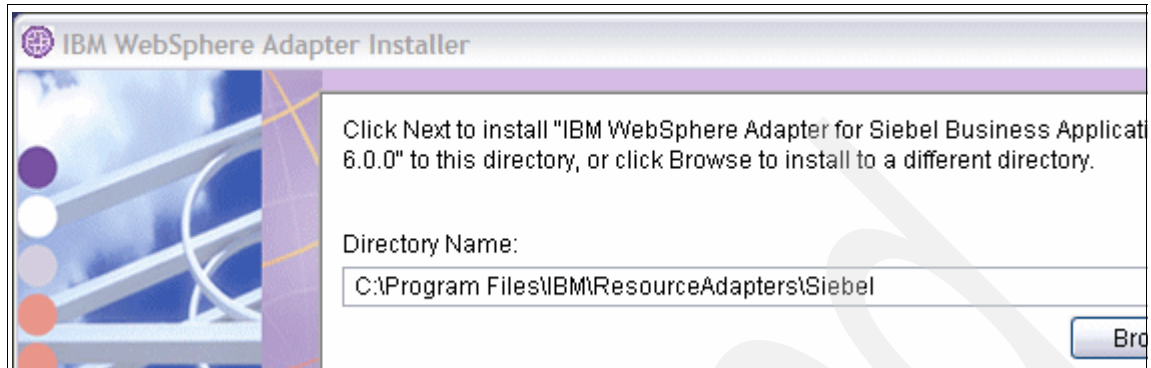 IBM WebSphere Adapter Installer
Click Next to install "IBM WebSphere Adapter for Siebel Business Applicati
6.0.0" to this directory, or click Browse to install to a different directory.
Directory Name:
C:\Program Files\IBM\ResourceAdapters\Siebel
Bro